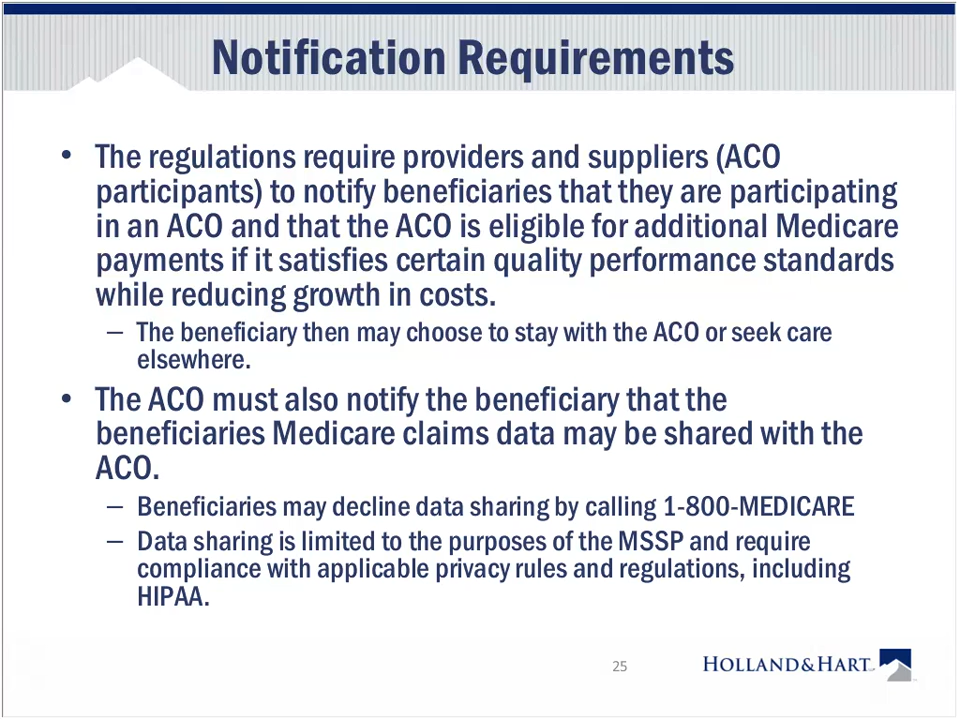 Notification Requirements
• The regulations require providers and suppliers (ACO
participants) to notify beneficiaries that they are participating
in an ACO and that the ACO is eligible for additional Medicare
payments if it satisfies certain quality performance standards
while reducing growth in costs.
– The beneficiary then may choose to stay with the ACO or seek care
elsewhere.
• The ACO must also notify the beneficiary that the
beneficiaries Medicare claims data may be shared with the
ACO.
– Beneficiaries may decline data sharing by calling 1-800-MEDICARE
– Data sharing is limited to the purposes of the MSSP and require
compliance with applicable privacy rules and regulations, including
HIPAA.
25
HOLLAND&HART